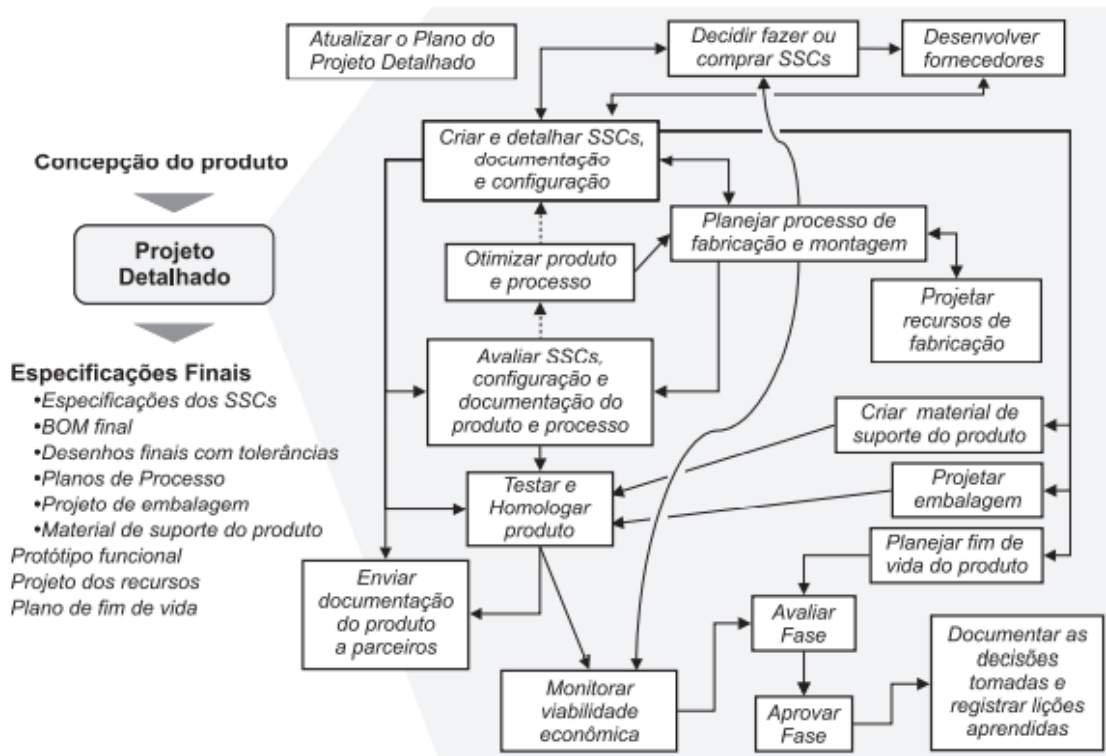 Atualizar o Plano do
Projeto Detalhado
Decidir fazer ou
comprar SSCs
Desenvolver
fornecedores
Criar e detalhar SSCs,
documentação
e configuração
Concepção do produto
Projeto
Detalhado
Planejar processo de
fabricação e montagem
Otimizar produto
e processo
Projetar
recursos de
fabricação
Avaliar SSCs,
configuração e
documentação do
produto e processo
Especificações Finais
•Especificações dos SSCs
•BOM final
•Desenhos finais com tolerâncias
•Planos de Processo
•Projeto de embalagem
•Material de suporte do produto
Protótipo funcional
Projeto dos recursos
Plano de fim de vida
Criar material de
suporte do produto
Testar e
Homologar
produto
Projetar
embalagem
Planejar fim de
vida do produto
Enviar
documentação
do produto
a parceiros
Avaliar
Fase
Monitorar
viabilidade
econômica
Aprovar
Fase
Documentar as
decisões
tomadas e
registrar lições
aprendidas